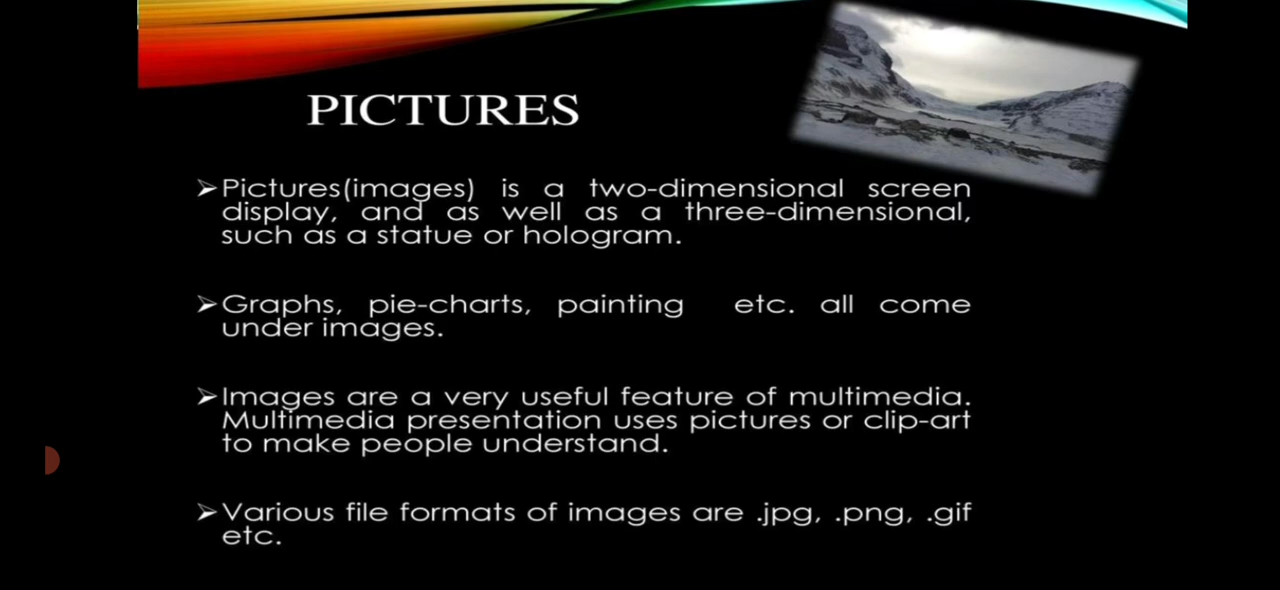 PICTURES
➢Pictures(images) is a two-dimensional screen
display, and as well as a three-dimensional,
such as a statue or hologram.
➢Graphs, pie-charts, painting etc. all come
under images.
➢Images are a very useful feature of multimedia.
Multimedia presentation uses pictures or clip-art
to make people understand.
➢Various file formats of images are .jpg, .png, .gif
etc.